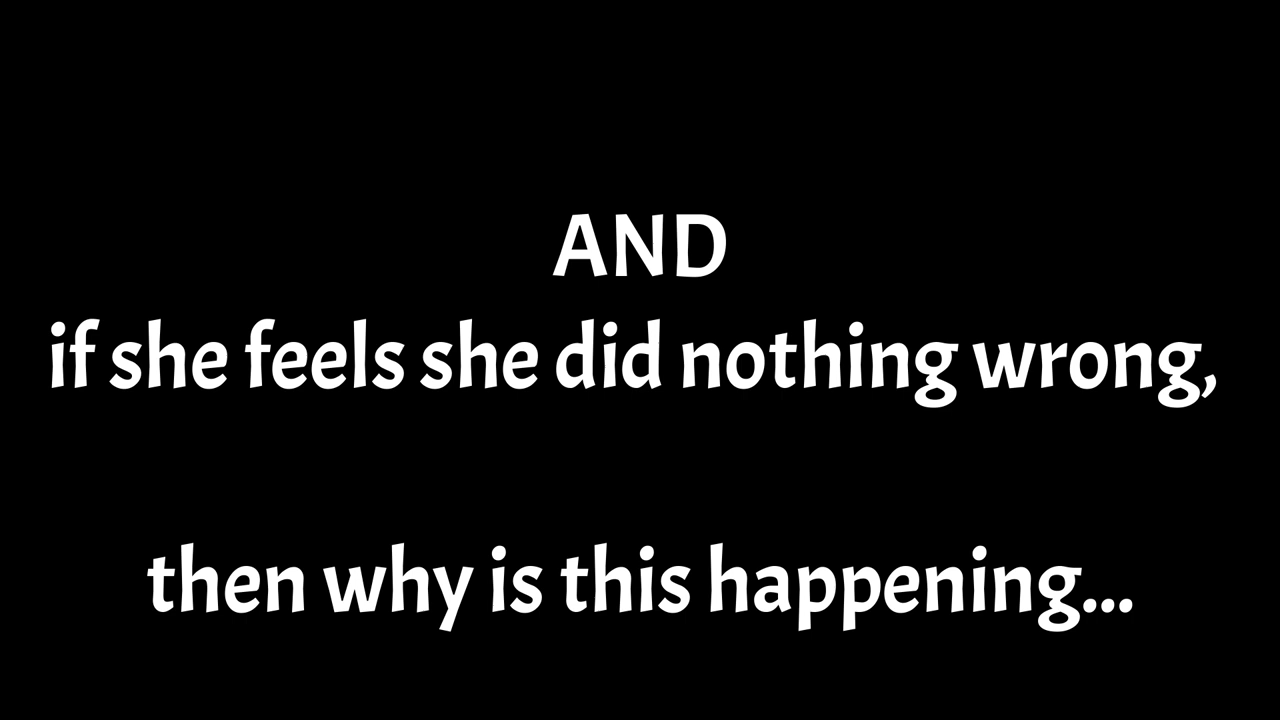 AND
if she feels she did nothing wrong,
then why is this happening...